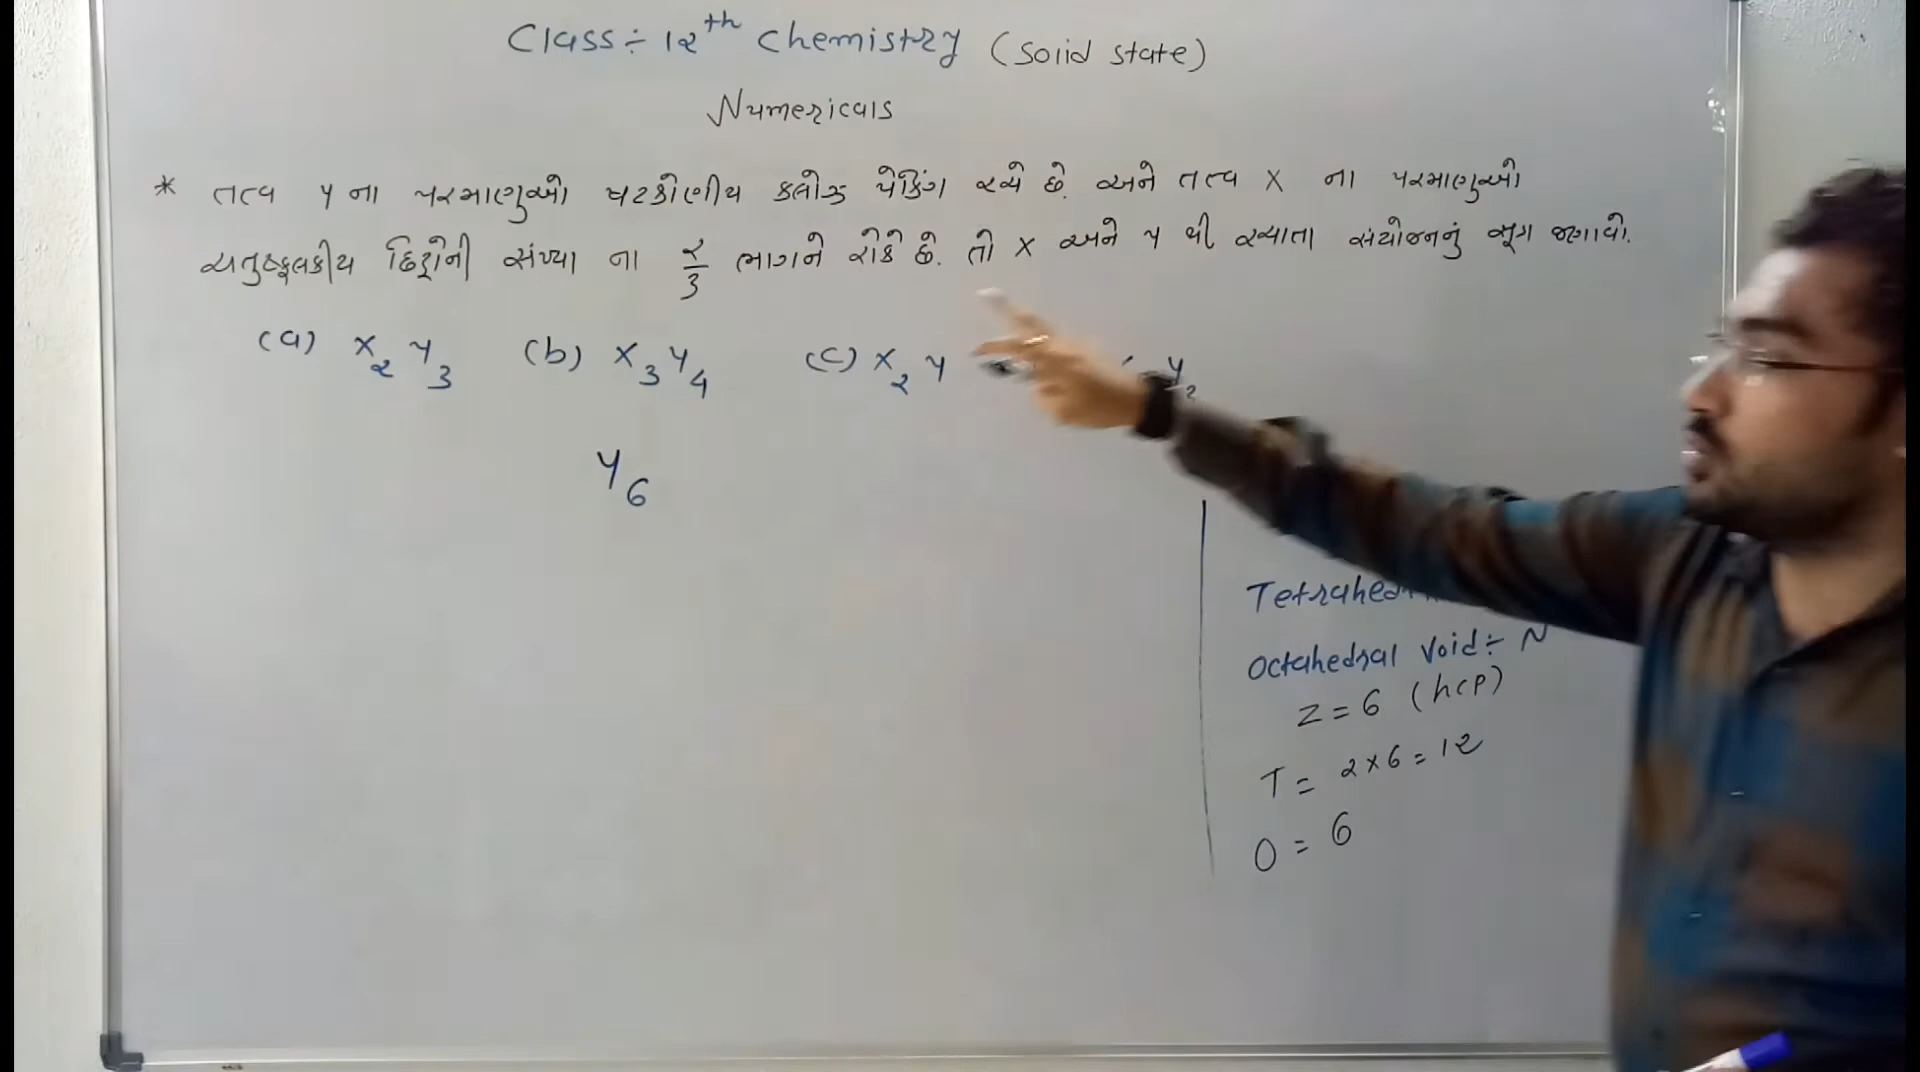 Class ÷ 12th Chemistry (Solid state)
Numericals
* તત્વ Y ના પરમાણુઓ ષટકોણીય ક્લોઝ પેકિંગ રચે છે. અને તત્વ X ના પરમાણુઓ
ચતુષ્ફલકીય છિદ્રોની સંખ્યા ના 2/3 ભાગને રોકે છે. તો X અને Y થી રચાતા સંયોજનનું સૂત્ર જણાવો.
(a) X2Y3 (b) X3Y4 (c) X2Y Y2
Y6
Octahedral Void ÷ N
Z = 6 (hcp)
T = 2×6 = 12
O = 6